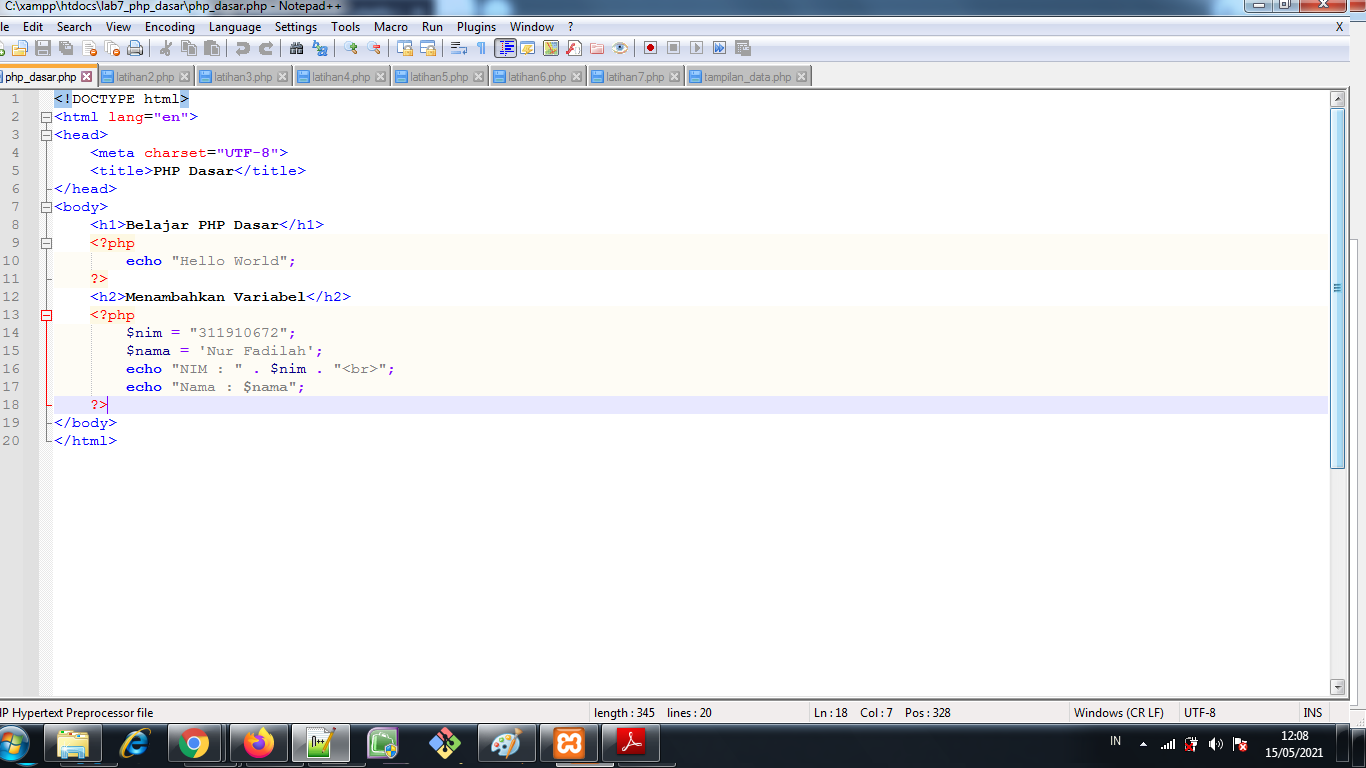 C:\xampp\htdocs\lab7_php_dasar\php_dasar.php - Notepad++
le Edit Search View Encoding Language Settings Tools Macro Run Plugins Window ? X
php_dasar.php latihan2.php latihan3.php latihan4.php latihan5.php latihan6.php latihan7.php tampilan_data.php
1 <!DOCTYPE html>
2 <html lang="en">
3 <head>
4 <meta charset="UTF-8">
5 <title>PHP Dasar</title>
6 </head>
7 <body>
8 <h1>Belajar PHP Dasar</h1>
9 <?php
10 echo "Hello World";
11 ?>
12 <h2>Menambahkan Variabel</h2>
13 <?php
14 $nim = "311910672";
15 $nama = 'Nur Fadilah';
16 echo "NIM : " . $nim . "<br>";
17 echo "Nama : $nama";
18 ?>
19 </body>
20 </html>
IP Hypertext Preprocessor file length : 345 lines : 20 Ln : 18 Col : 7 Pos : 328 Windows (CR LF) UTF-8 INS
IN 12:08
15/05/2021